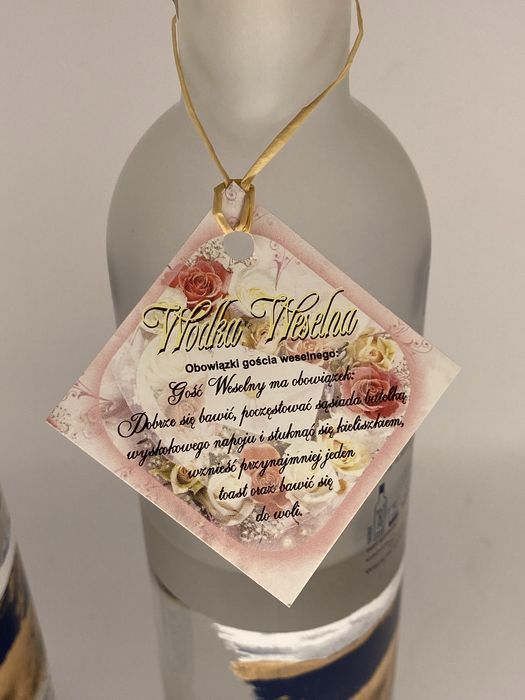 Wódka Weselna
Obowiązki gościa weselnego:
Gość Weselny ma obowiązek:
Dobrze się bawić, poczęstować sąsiada butelką
wyskokowego napoju i stuknąć się kieliszkiem,
wznieść przynajmniej jeden
toast oraz bawić się
do woli.